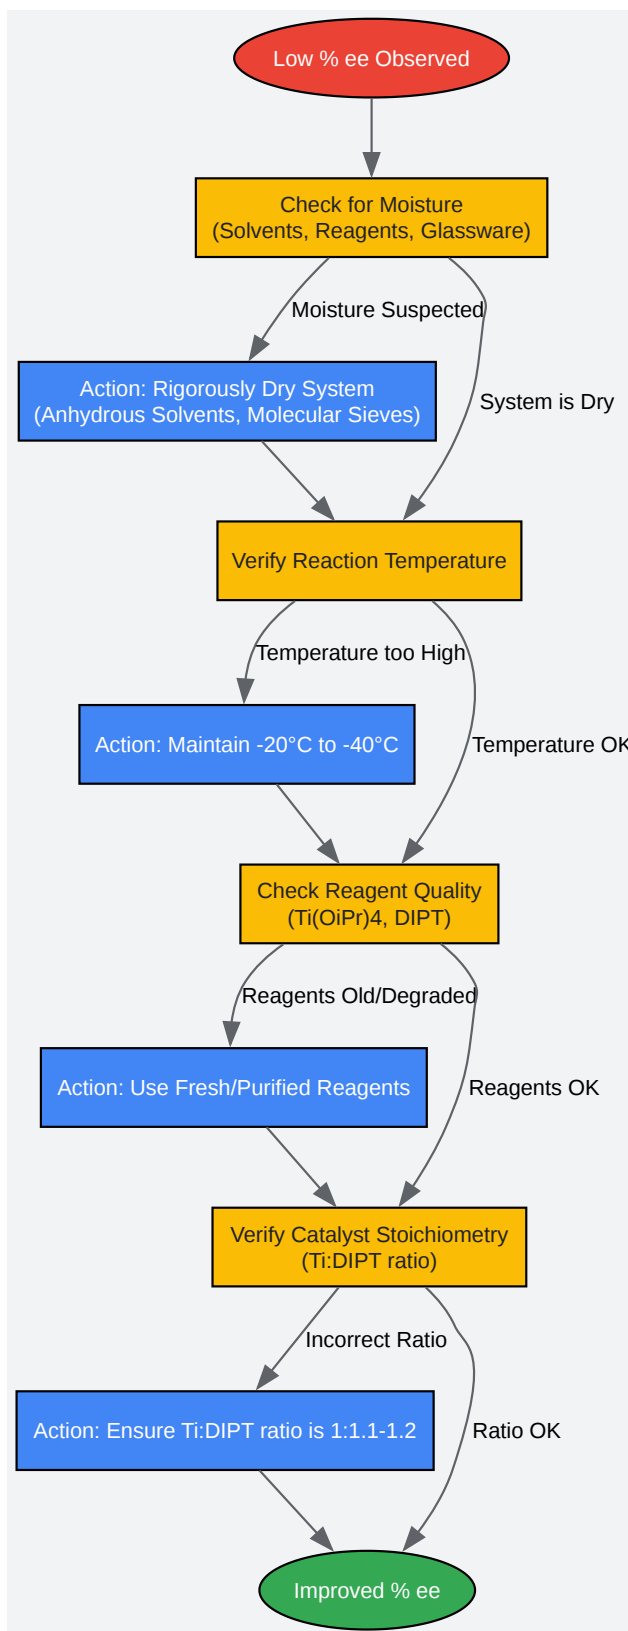 Low % ee Observed
Check for Moisture
(Solvents, Reagents, Glassware)
Moisture Suspected
Action: Rigorously Dry System
(Anhydrous Solvents, Molecular Sieves)
System is Dry
Verify Reaction Temperature
Temperature too High
Action: Maintain -20°C to -40°C
Temperature OK
Check Reagent Quality
(Ti(OiPr)4, DIPT)
Reagents Old/Degraded
Action: Use Fresh/Purified Reagents
Reagents OK
Verify Catalyst Stoichiometry
(Ti:DIPT ratio)
Incorrect Ratio
Action: Ensure Ti:DIPT ratio is 1:1.1-1.2
Ratio OK
Improved % ee